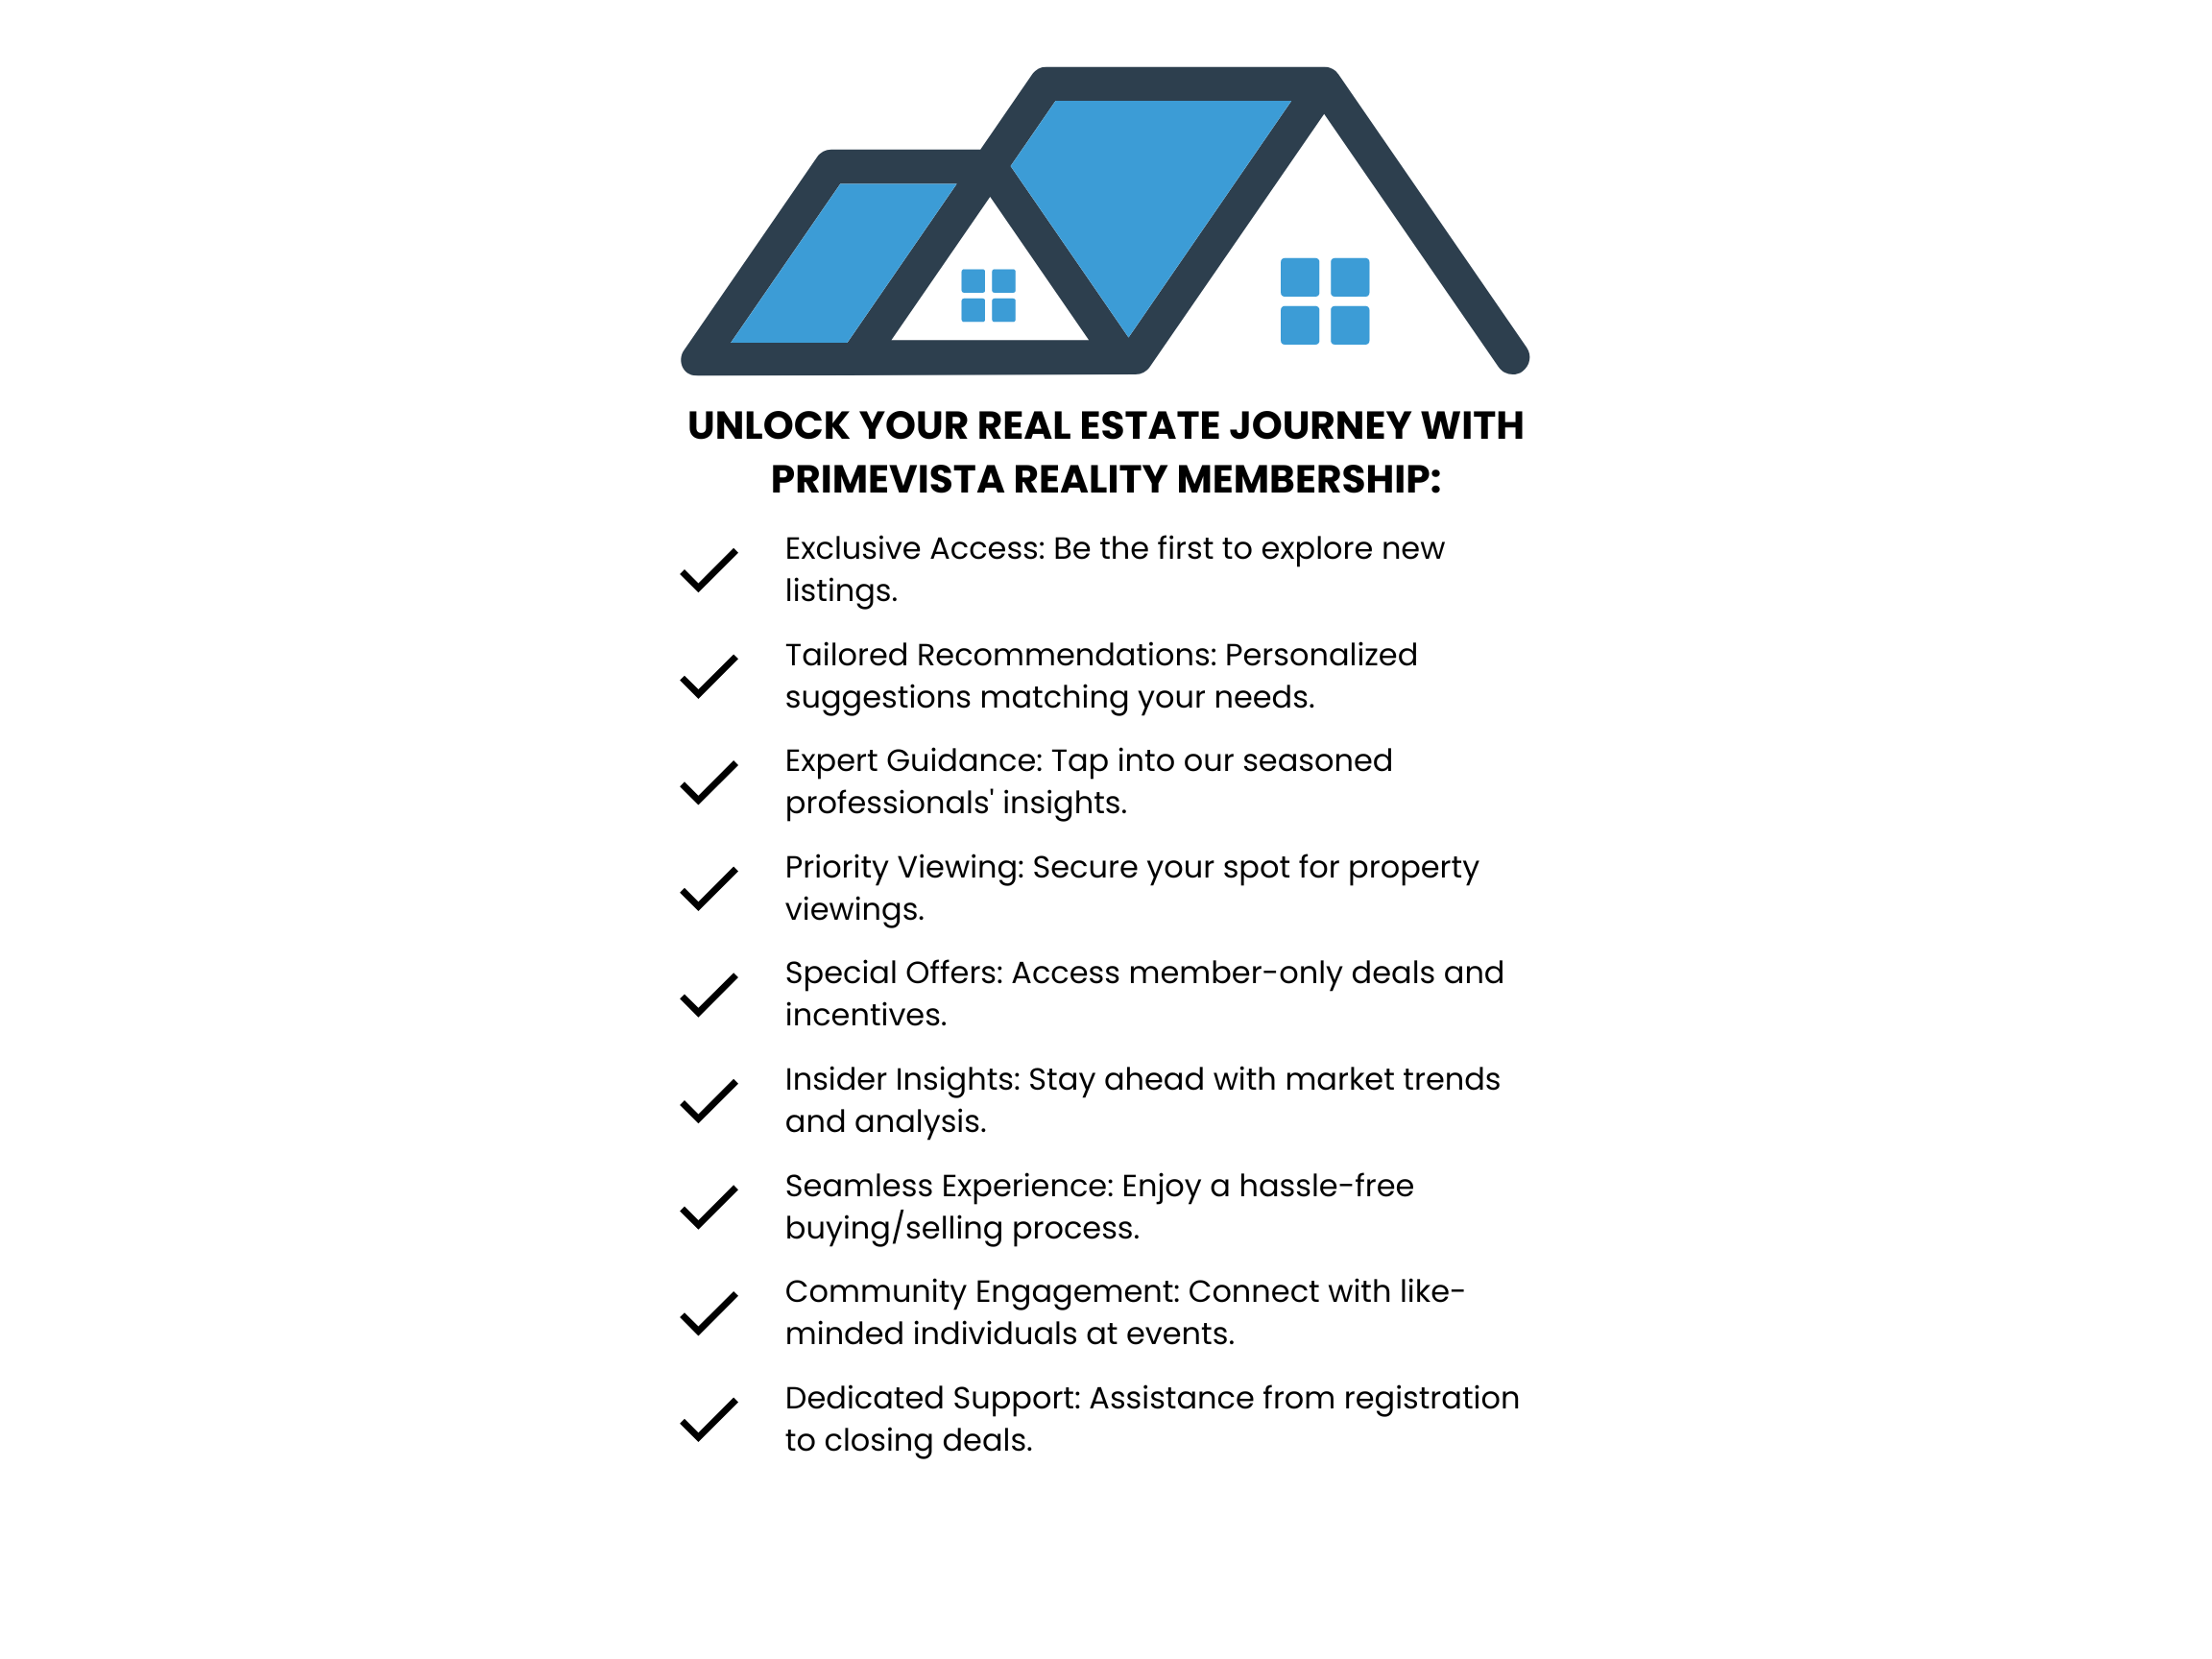 UNLOCK YOUR REAL ESTATE JOURNEY WITH
PRIMEVISTA REALITY MEMBERSHIP:
Exclusive Access: Be the first to explore new
listings.
Tailored Recommendations: Personalized
suggestions matching your needs.
Expert Guidance: Tap into our seasoned
professionals' insights.
Priority Viewing: Secure your spot for property
viewings.
Special Offers: Access member-only deals and
incentives.
Insider Insights: Stay ahead with market trends
and analysis.
Seamless Experience: Enjoy a hassle-free
buying/selling process.
Community Engagement: Connect with like-
minded individuals at events.
Dedicated Support: Assistance from registration
to closing deals.